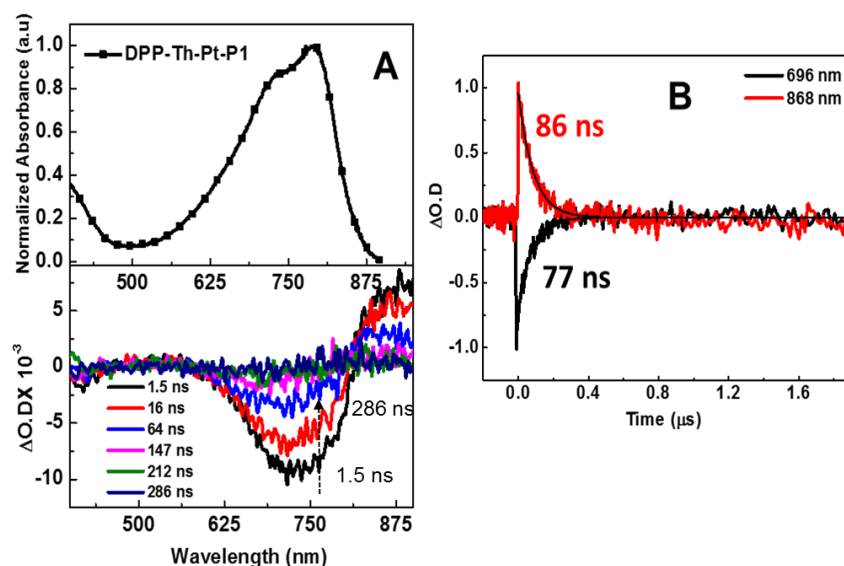 DPP-Th-Pt-P1
A
Normalized Absorbance (a.u)
1.0
0.8
0.6
0.4
0.2
0.0
500 625 750 875
ΔO.DX 10⁻³
5
0
-5
-10
1.5 ns
16 ns
64 ns
147 ns
212 ns
286 ns
286 ns
1.5 ns
500 625 750 875
Wavelength (nm)
B
696 nm
868 nm
86 ns
77 ns
ΔO.D
1.0
0.5
0.0
-0.5
-1.0
0.0 0.4 0.8 1.2 1.6
Time (μs)